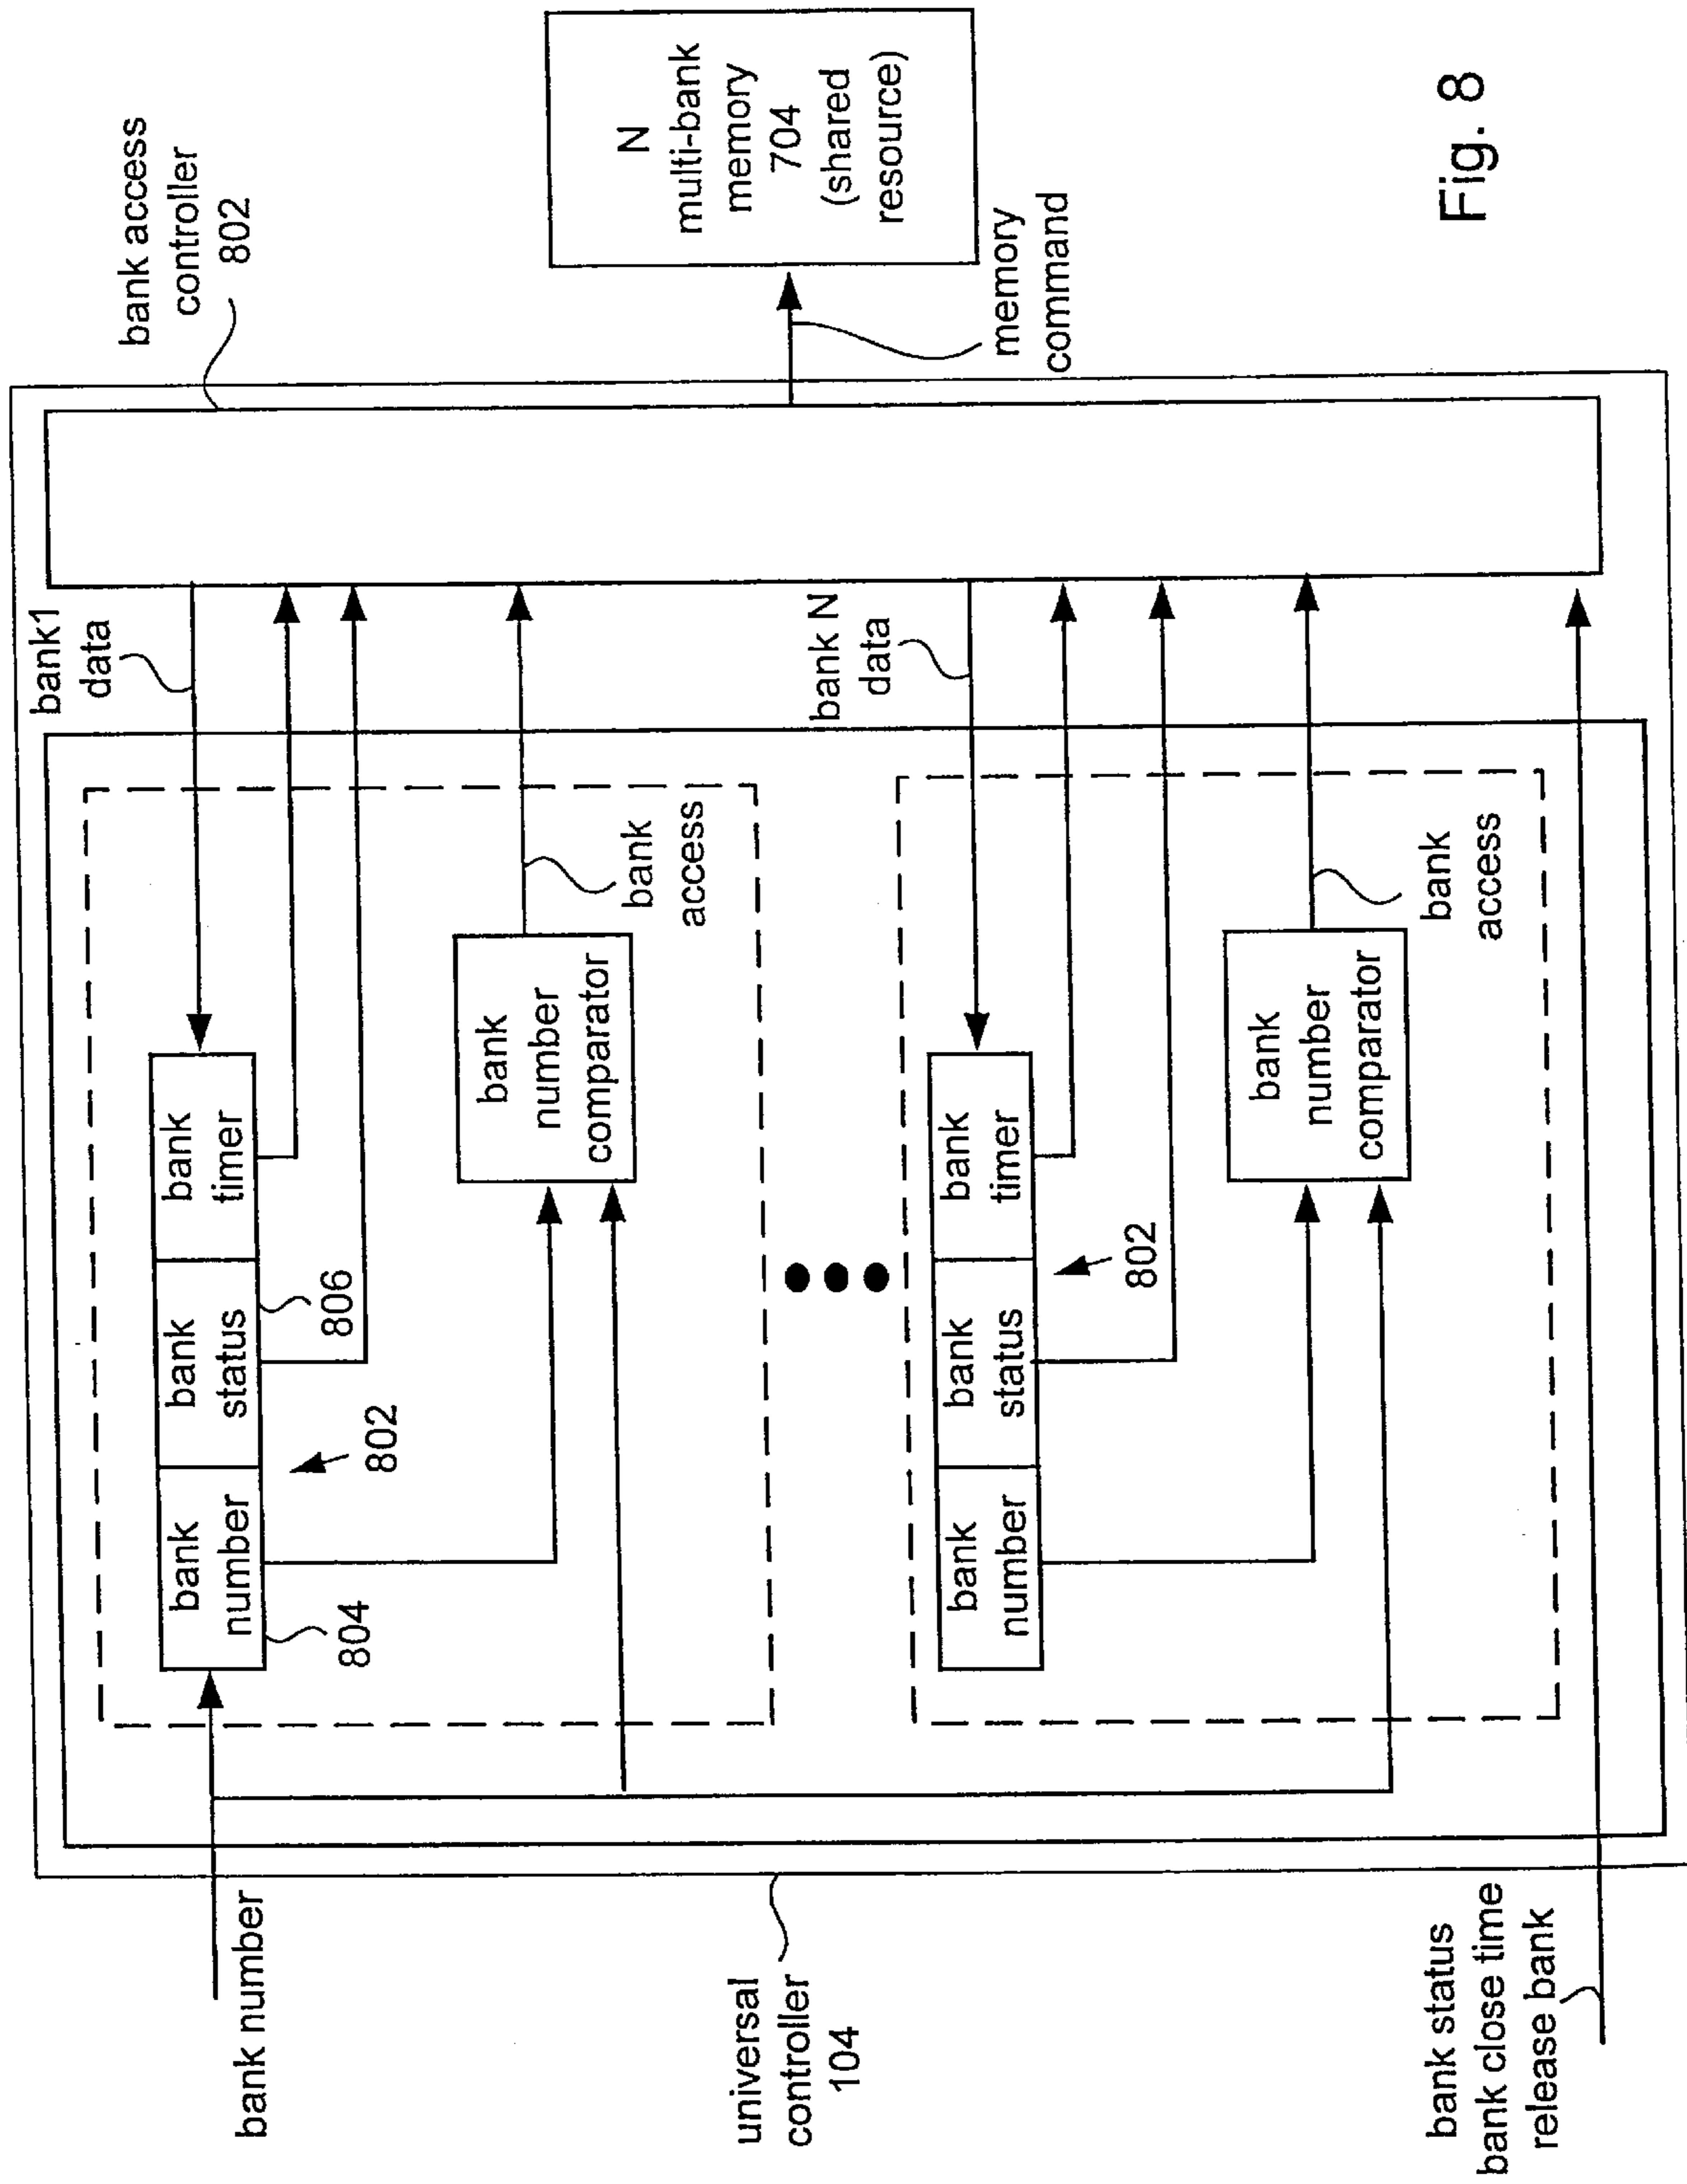 bank number
universal
controller
104
bank status
bank close time
release bank
bank
number
804
bank
status
806
bank
timer
802
bank
number
comparator
bank
access
bank1
data
bank
number
bank
status
bank
timer
802
bank
number
comparator
bank
access
bank N
data
bank access
controller
802
memory
command
N
multi-bank
memory
704
(shared
resource)
Fig. 8